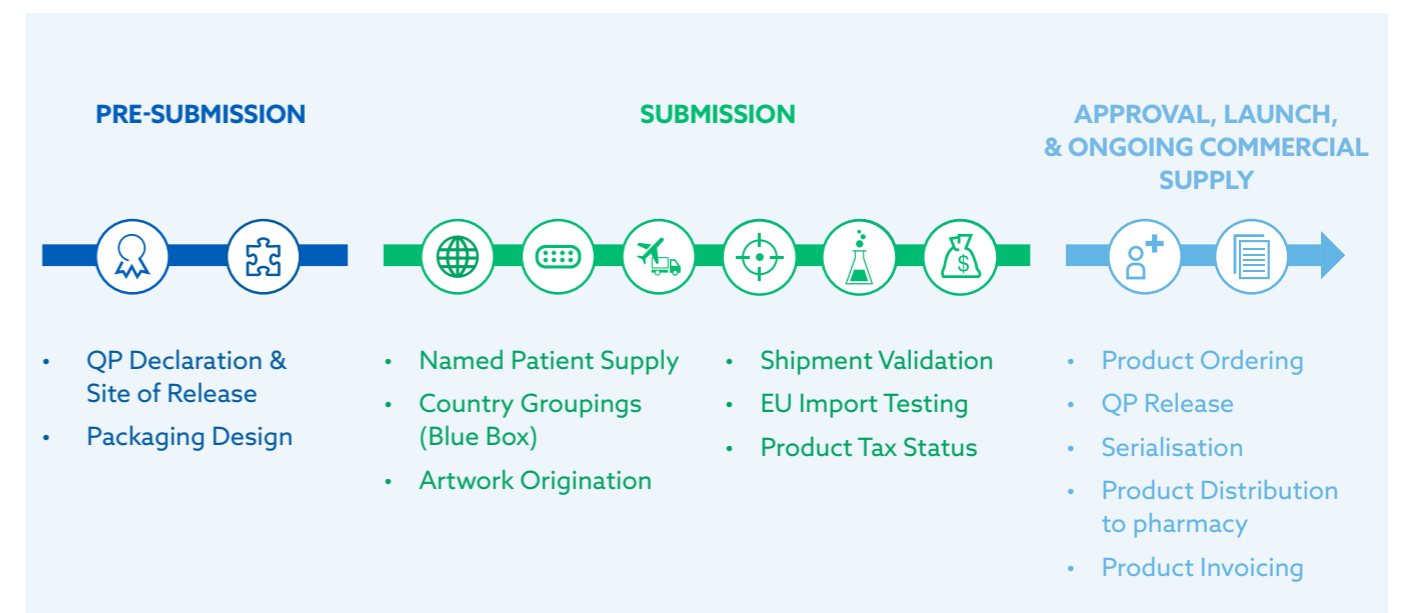 PRE-SUBMISSION
• QP Declaration &
Site of Release
• Packaging Design
SUBMISSION
$
• Named Patient Supply
• Country Groupings
(Blue Box)
• Artwork Origination
• Shipment Validation
• EU Import Testing
• Product Tax Status
APPROVAL, LAUNCH,
& ONGOING COMMERCIAL
SUPPLY
• Product Ordering
• QP Release
• Serialisation
• Product Distribution
to pharmacy
• Product Invoicing